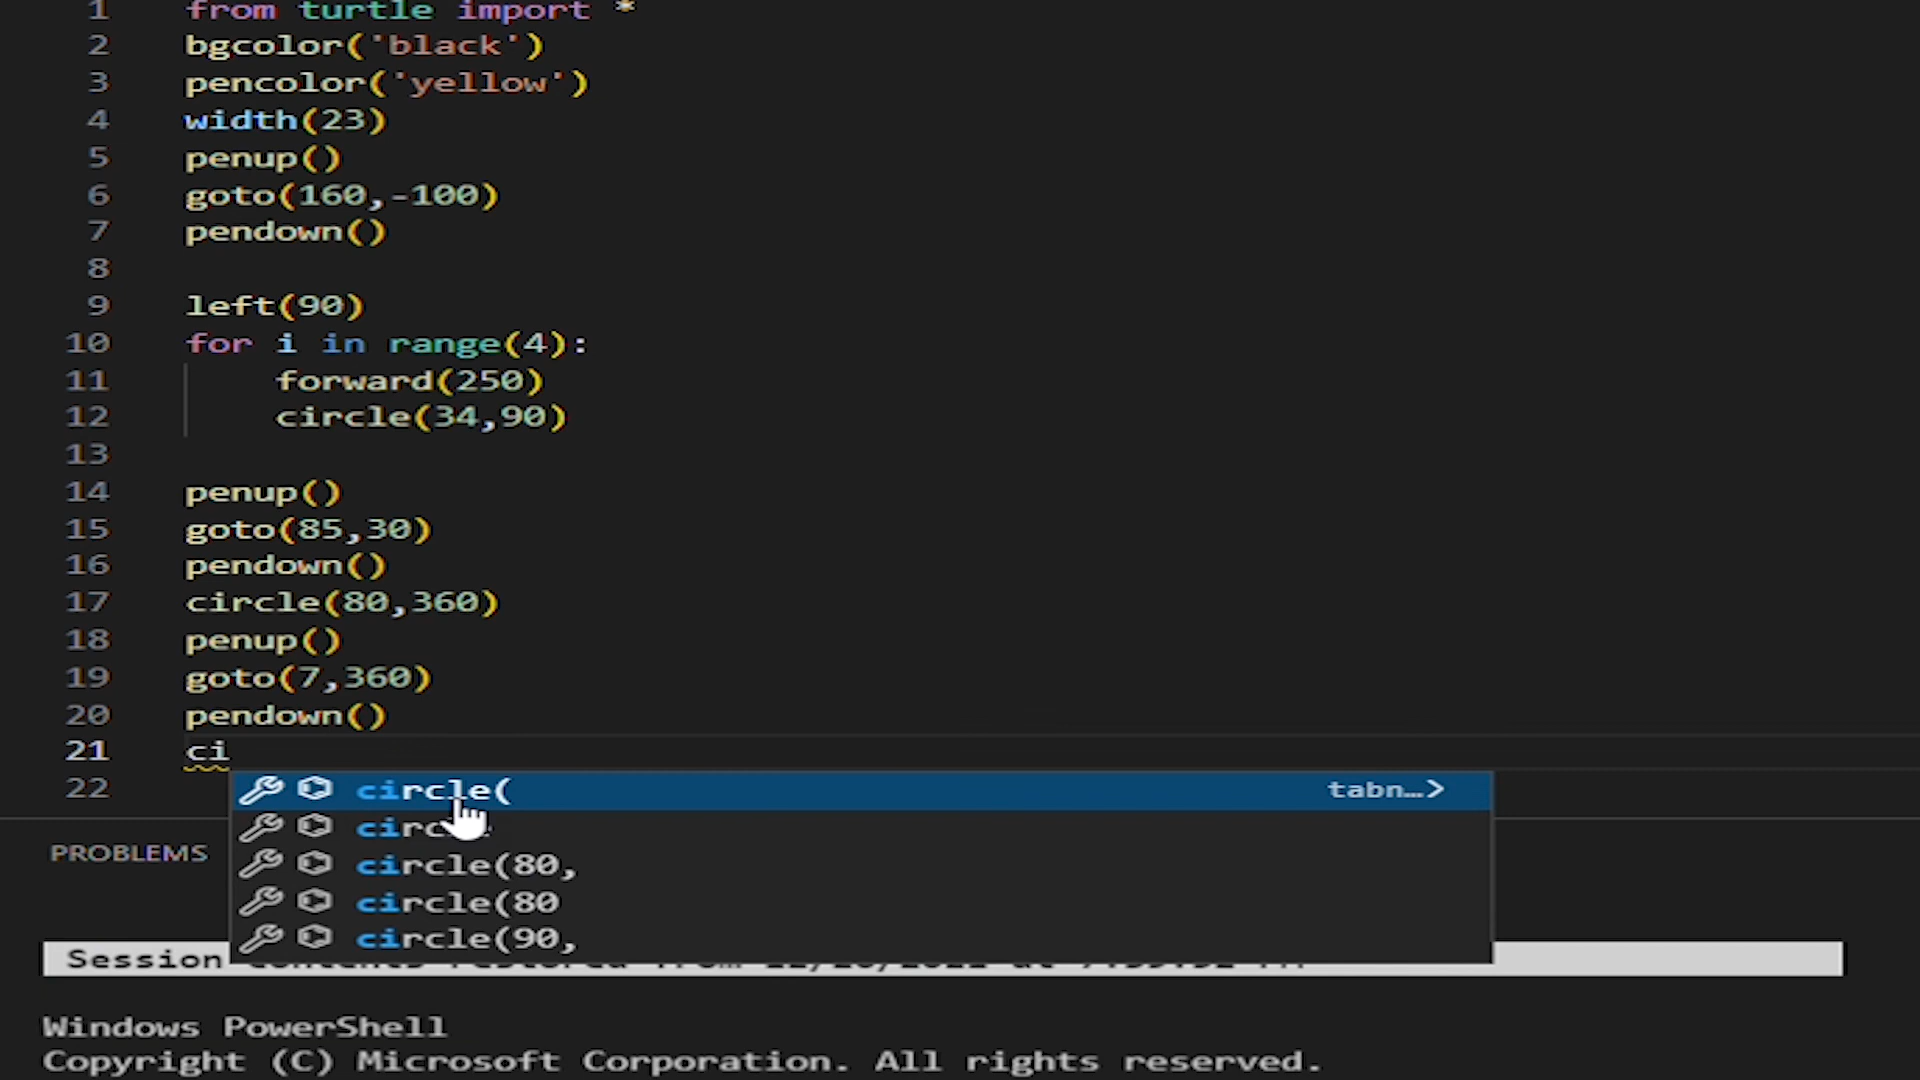 1 from turtle import *
2 bgcolor('black')
3 pencolor('yellow')
4 width(23)
5 penup()
6 goto(160,-100)
7 pendown()
8
9 left(90)
10 for i in range(4):
11 forward(250)
12 circle(34,90)
13
14 penup()
15 goto(85,30)
16 pendown()
17 circle(80,360)
18 penup()
19 goto(7,360)
20 pendown()
21 ci
22
circle( tabn…>
circle(80,
circle(80
circle(90,
PROBLEMS
Session
Windows PowerShell
Copyright (C) Microsoft Corporation. All rights reserved.